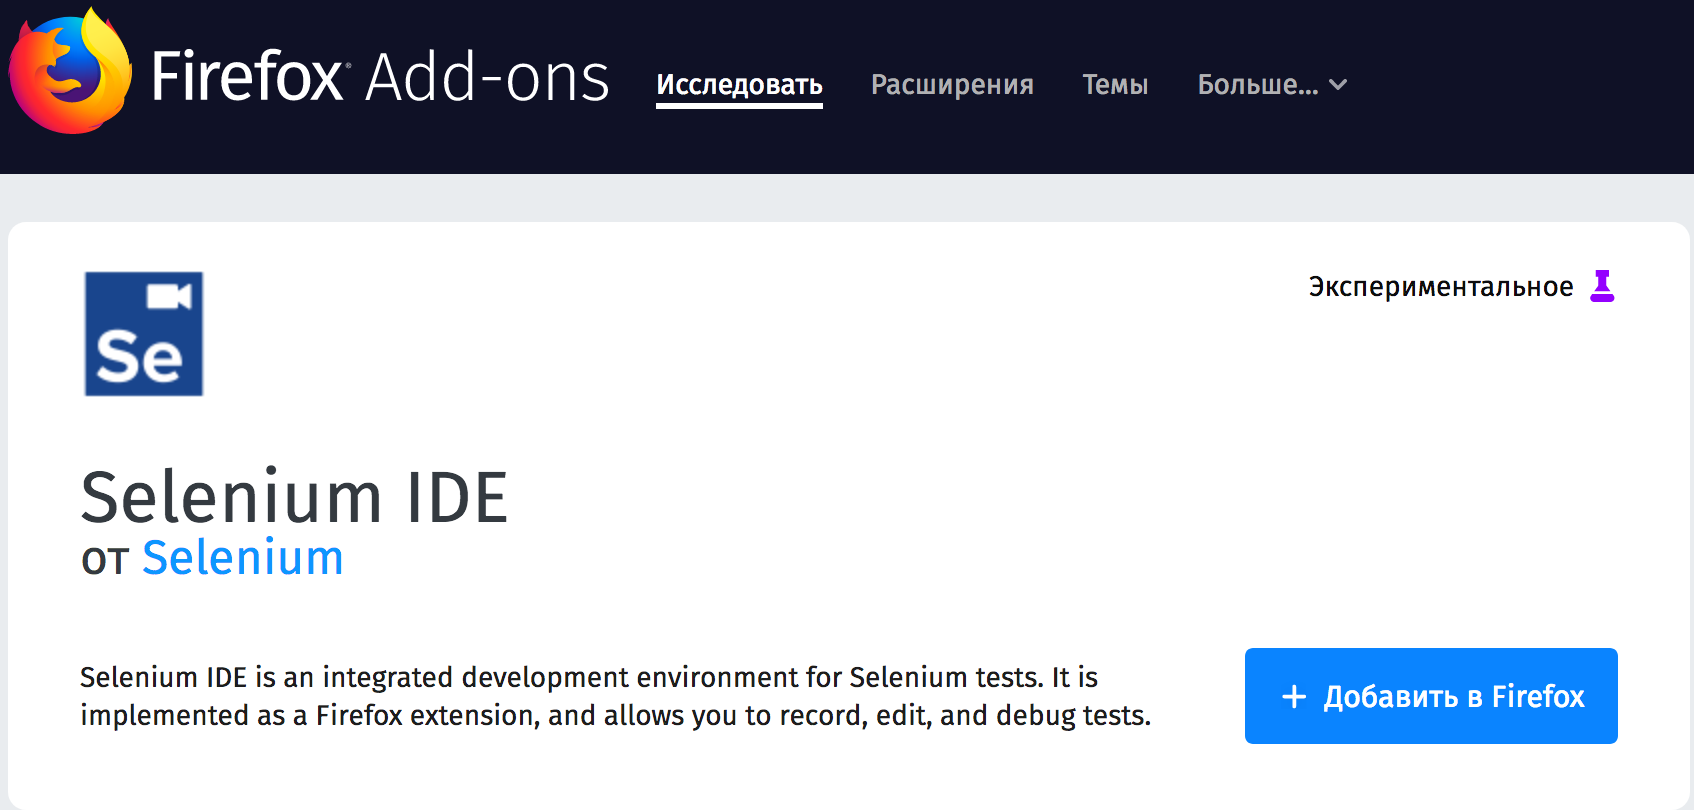 Firefox Add-ons Исследовать Расширения Темы Больше...
Экспериментальное
Se
Selenium IDE
от Selenium
Selenium IDE is an integrated development environment for Selenium tests. It is
implemented as a Firefox extension, and allows you to record, edit, and debug tests.
+ Добавить в Firefox